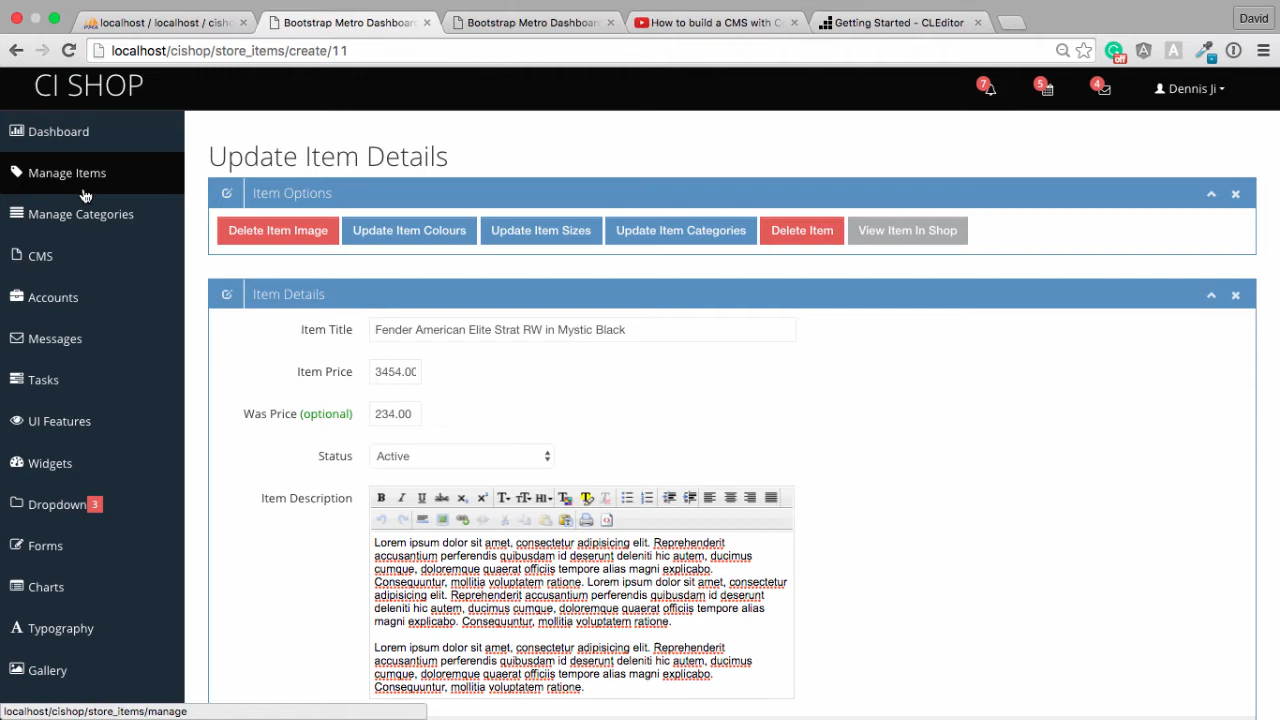 localhost / localhost / cish
Bootstrap Metro Dashboard
Bootstrap Metro Dashboard
How to build a CMS with C
Getting Started - CLEditor
David
localhost/cishop/store_items/create/11
off
CI SHOP
7
5
4
Dennis Ji
Dashboard
Manage Items
Manage Categories
CMS
Accounts
Messages
Tasks
UI Features
Widgets
Dropdown 3
Forms
Charts
Typography
Gallery
Update Item Details
Item Options
Delete Item Image
Update Item Colours
Update Item Sizes
Update Item Categories
Delete Item
View Item In Shop
Item Details
Item Title
Fender American Elite Strat RW in Mystic Black
Item Price
3454.00
Was Price (optional)
234.00
Status
Active
Item Description
Lorem ipsum dolor sit amet, consectetur adipisicing elit. Reprehenderit
accusantium perferendis quibusdam id deserunt deleniti hic autem, ducimus
cumque, doloremque quaerat officiis tempore alias magni explicabo.
Consequuntur, mollitia voluptatem ratione. Lorem ipsum dolor sit amet, consectetur
adipisicing elit. Reprehenderit accusantium perferendis quibusdam id deserunt
deleniti hic autem, ducimus cumque, doloremque quaerat officiis tempore alias
magni explicabo. Consequuntur, mollitia voluptatem ratione.
Lorem ipsum dolor sit amet, consectetur adipisicing elit. Reprehenderit
accusantium perferendis quibusdam id deserunt deleniti hic autem, ducimus
cumque, doloremque quaerat officiis tempore alias magni explicabo.
Consequuntur, mollitia voluptatem ratione.
localhost/cishop/store_items/manage